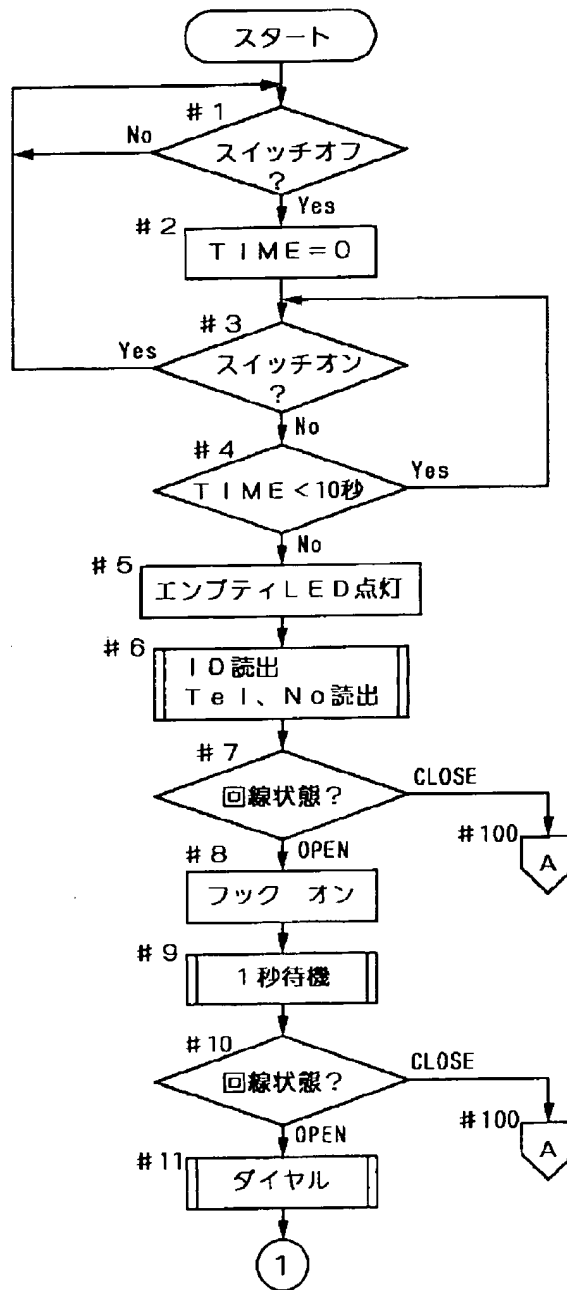 スタート
#1
No
スイッチオフ
?
Yes
#2
TIME=0
#3
Yes
スイッチオン
?
No
#4
TIME<10秒
Yes
No
#5
エンプティLED点灯
#6
ID読出
Tel、No読出
#7
回線状態?
CLOSE
#100
A
OPEN
#8
フック オン
#9
1秒待機
#10
回線状態?
CLOSE
#100
A
OPEN
#11
ダイヤル
1